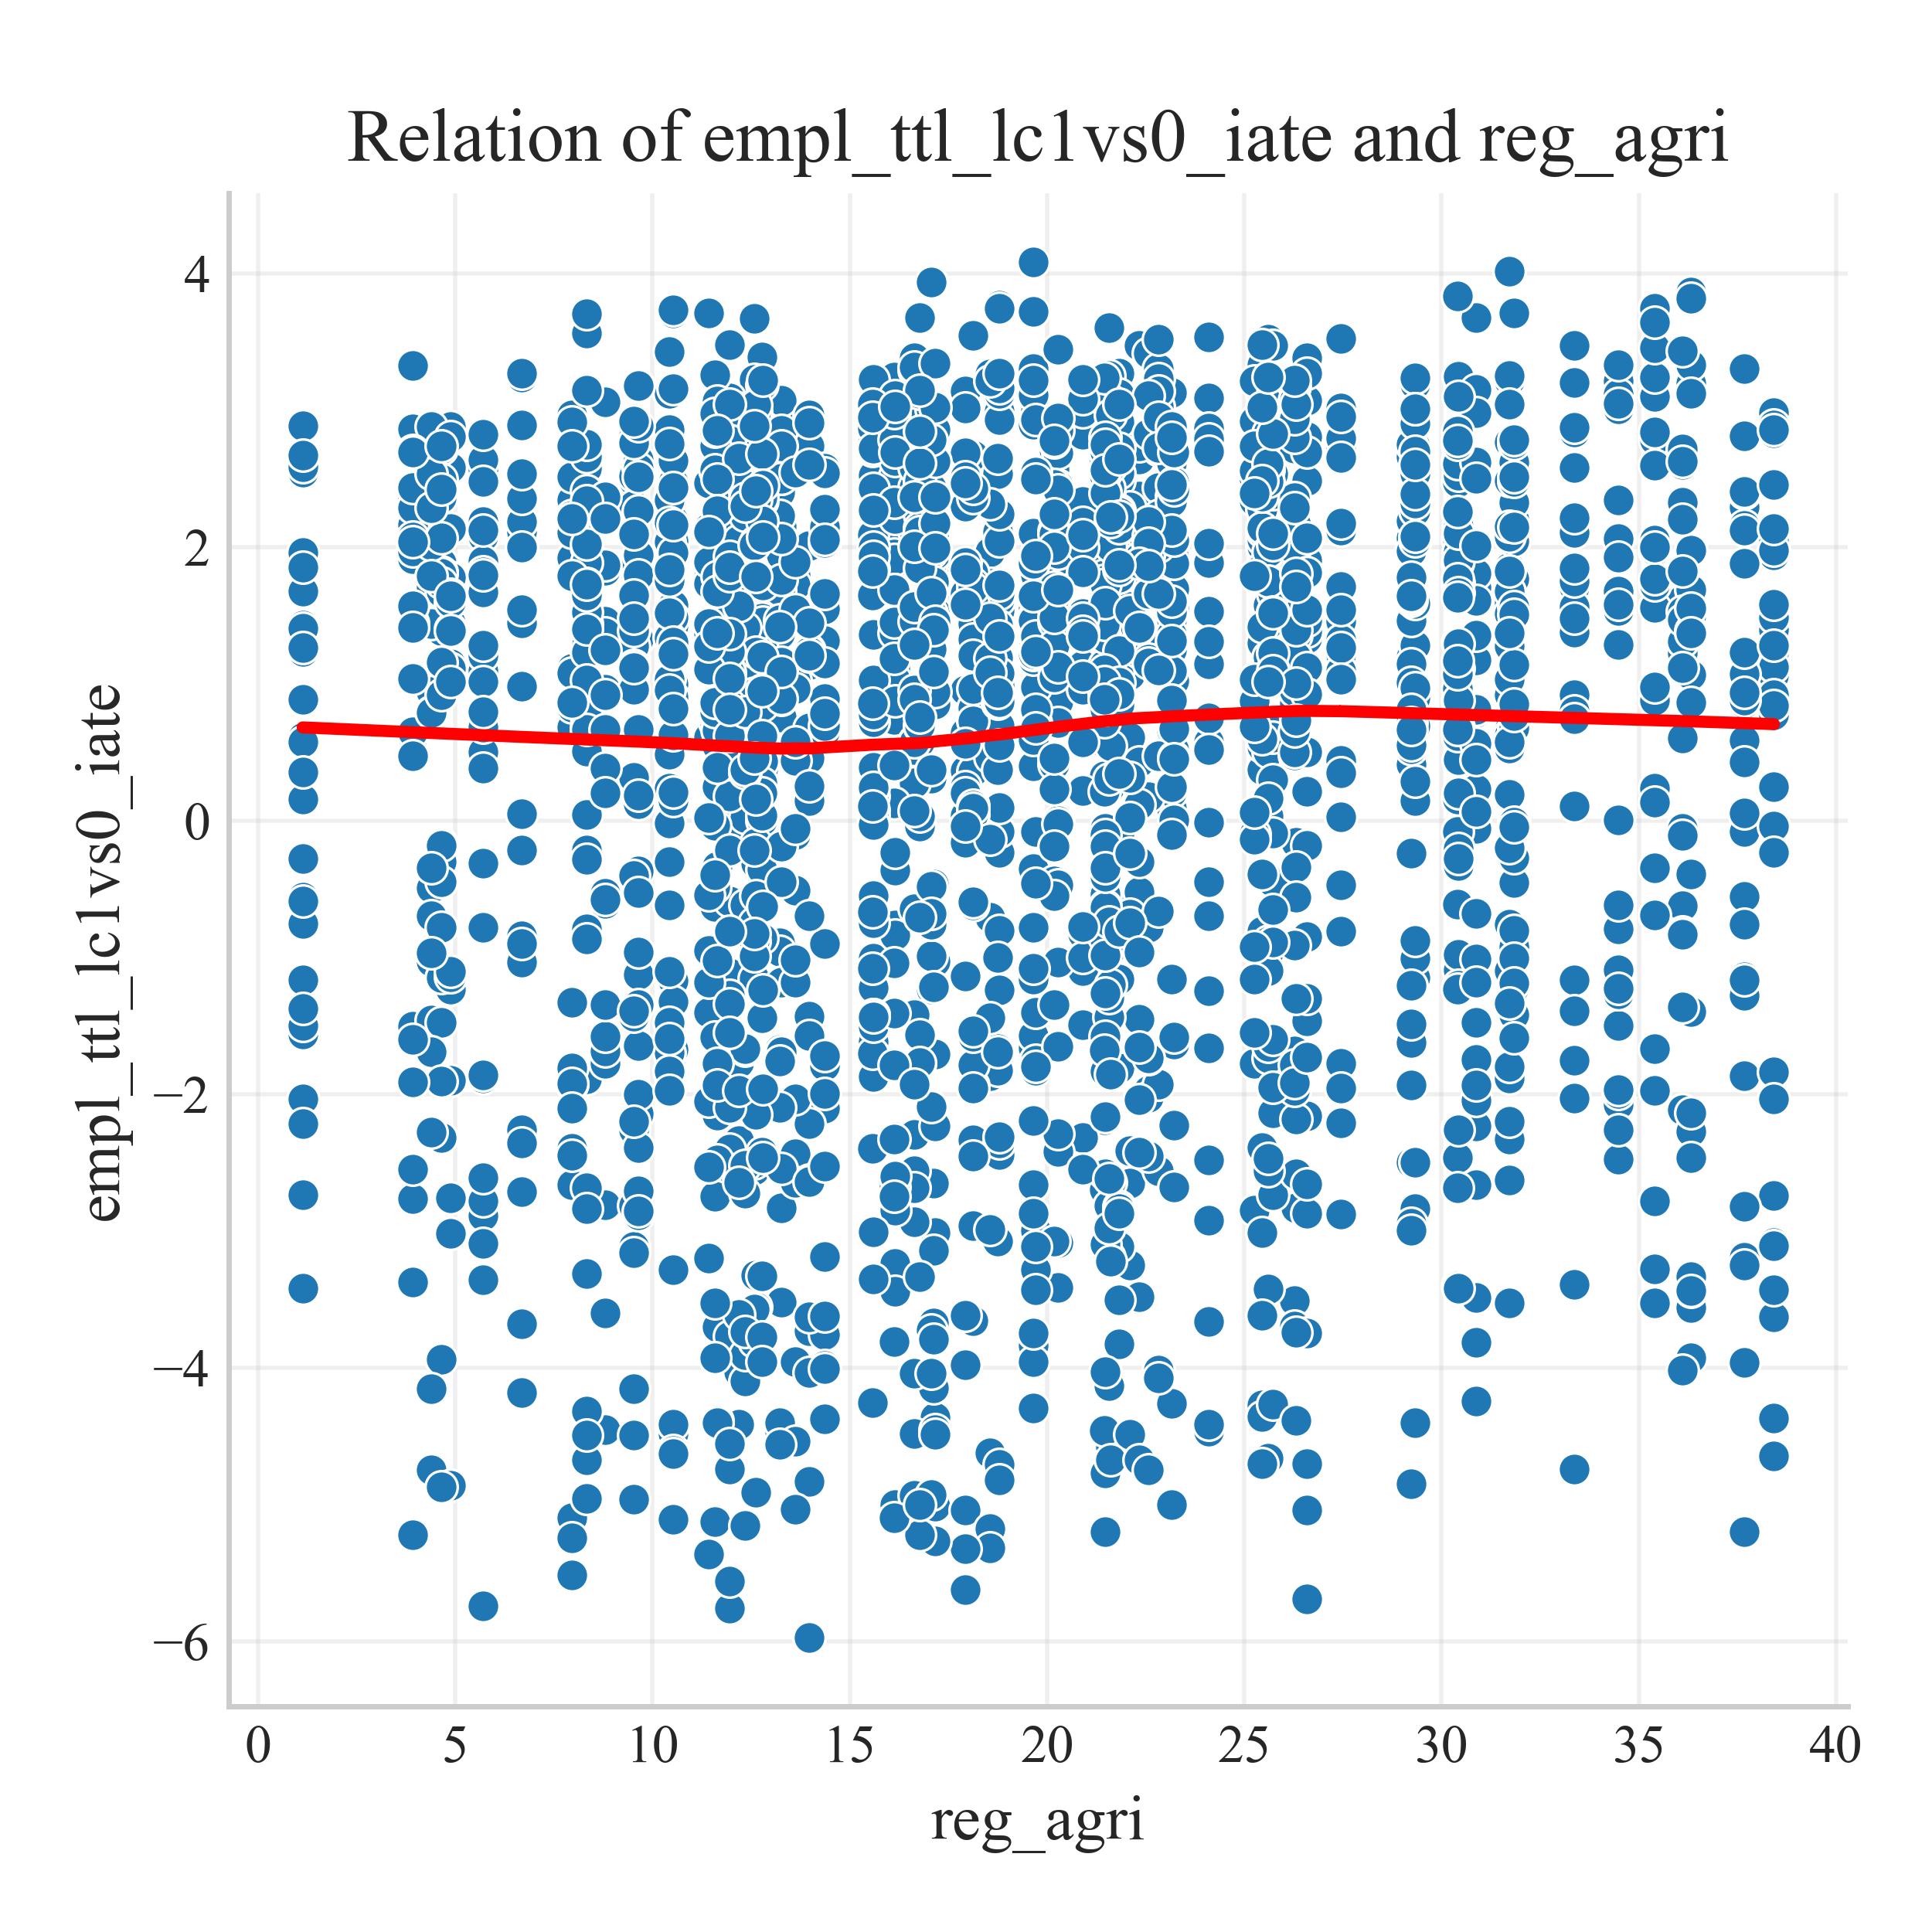 Relation of empl_ttl_lc1vs0_iate and reg_agri
empl_ttl_lc1vs0_iate
4
2
0
−2
−4
−6
0 5 10 15 20 25 30 35 40
reg_agri